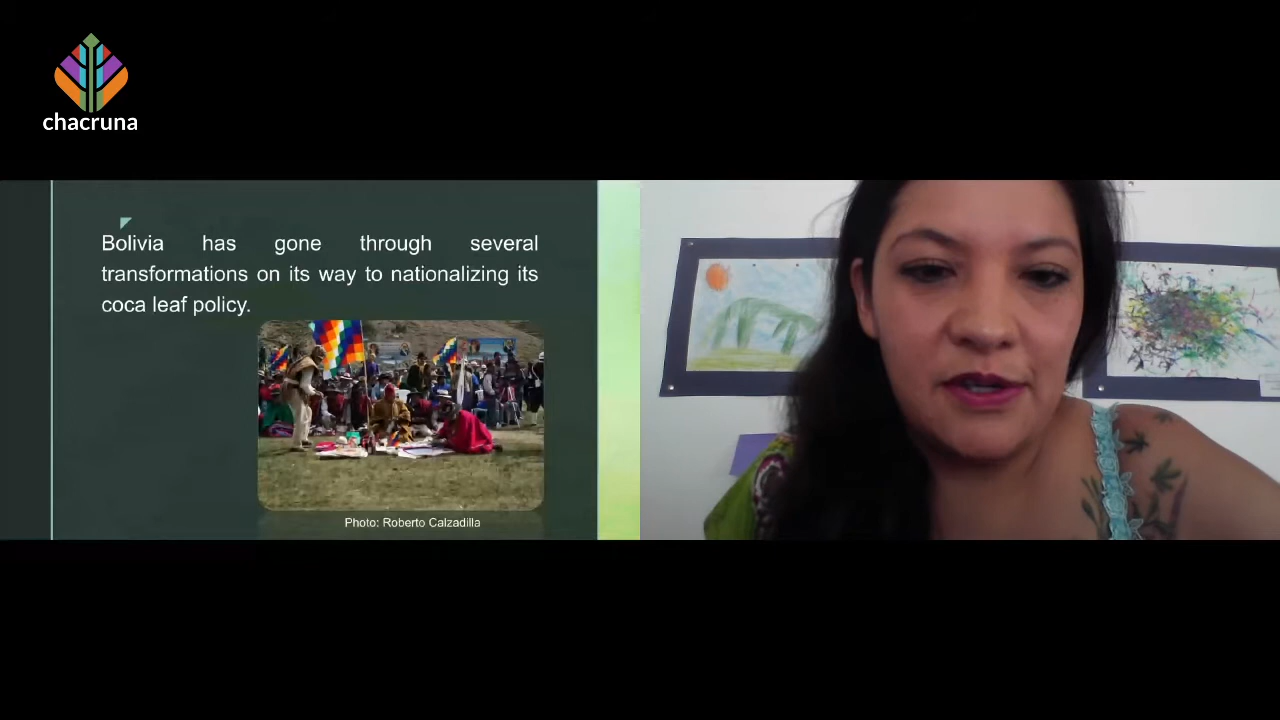 chacruna
Bolivia has gone through several
transformations on its way to nationalizing its
coca leaf policy.
Photo: Roberto Calzadilla